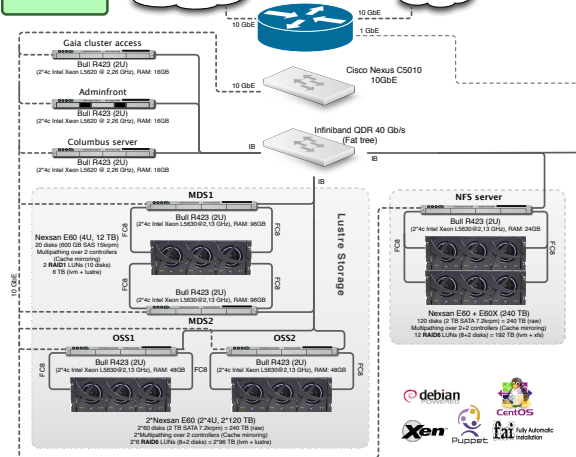 10 GbE
10 GbE
1 GbE
Gaia cluster access
Bull R423 (2U)
(2*4c Intel Xeon L5620 @ 2,26 GHz), RAM: 16GB
10 GbE
Cisco Nexus C5010
10GbE
Adminfront
Bull R423 (2U)
(2*4c Intel Xeon L5620 @ 2,26 GHz), RAM: 16GB
Columbus server
Bull R423 (2U)
(2*4c Intel Xeon L5620 @ 2,26 GHz), RAM: 16GB
Infiniband QDR 40 Gb/s
(Fat tree)
IB
IB
IB
MDS1
Bull R423 (2U)
(2*4c Intel Xeon L5630@2,13 GHz), RAM: 96GB
Nexsan E60 (4U, 12 TB)
20 disks (600 GB SAS 15krpm)
Multipathing over 2 controllers
(Cache mirroring)
2 RAID1 LUNs (10 disks)
6 TB (lvm + lustre)
FC8
FC8
FC8
Bull R423 (2U)
(2*4c Intel Xeon L5630@2,13 GHz), RAM: 96GB
MDS2
Lustre Storage
10 GbE
OSS1
Bull R423 (2U)
(2*4c Intel Xeon L5630@2,13 GHz), RAM: 48GB
FC8
FC8
OSS2
Bull R423 (2U)
(2*4c Intel Xeon L5630@2,13 GHz), RAM: 48GB
FC8
2*Nexsan E60 (2*4U, 2*120 TB)
2*60 disks (2 TB SATA 7.2krpm) = 240 TB (raw)
2*Multipathing over 2 controllers (Cache mirroring)
2*6 RAID6 LUNs (8+2 disks) = 2*96 TB (lvm + lustre)
NFS server
Bull R423 (2U)
(2*4c Intel Xeon L5630@2,13 GHz), RAM: 24GB
FC8
FC8
Nexsan E60 + E60X (240 TB)
120 disks (2 TB SATA 7.2krpm) = 240 TB (raw)
Multipathing over 2+2 controllers (Cache mirroring)
12 RAID6 LUNs (8+2 disks) = 192 TB (lvm + xfs)
debian
POWERED
CentOS
Xen
Puppet
fai Fully Automatic
Installation